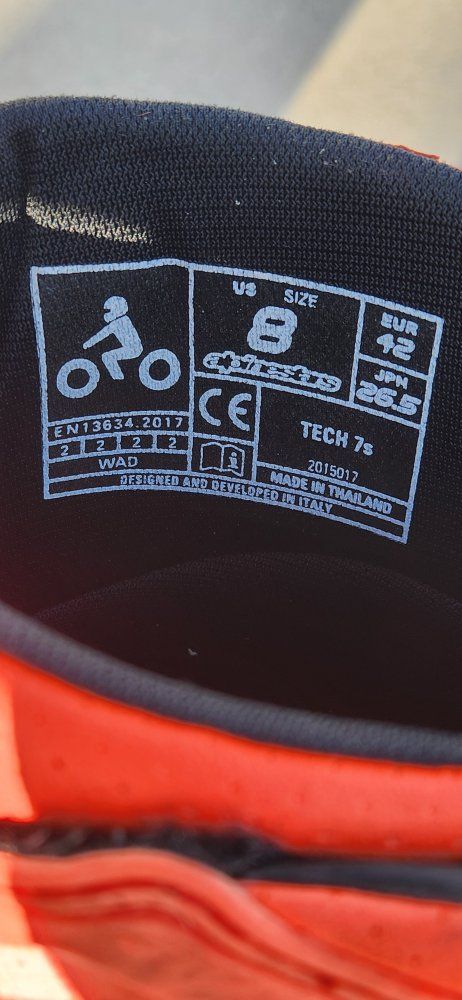 US SIZE
8
alpinestars
EUR
42
JPN
26.5
EN13634:2017
2 2 2 2
WAD
CE
i
TECH 7s
2015017
MADE IN THAILAND
DESIGNED AND DEVELOPED IN ITALY